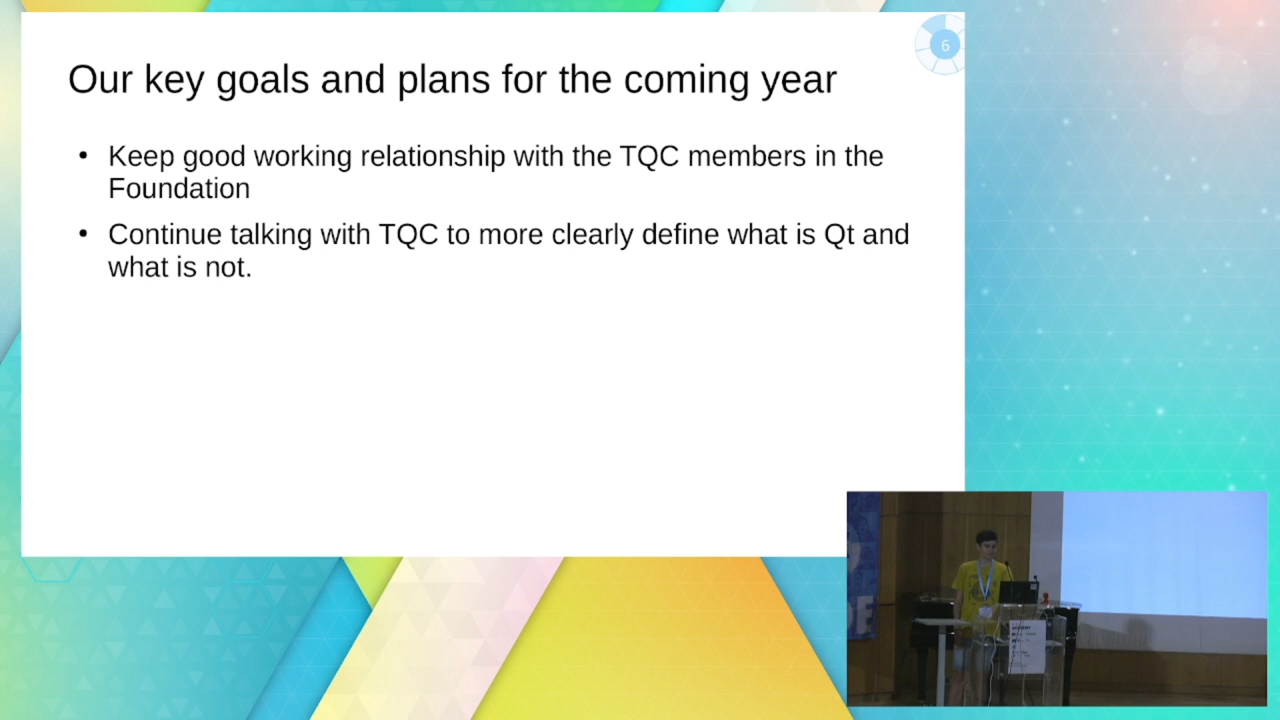 6
Our key goals and plans for the coming year
• Keep good working relationship with the TQC members in the
Foundation
• Continue talking with TQC to more clearly define what is Qt and
what is not.